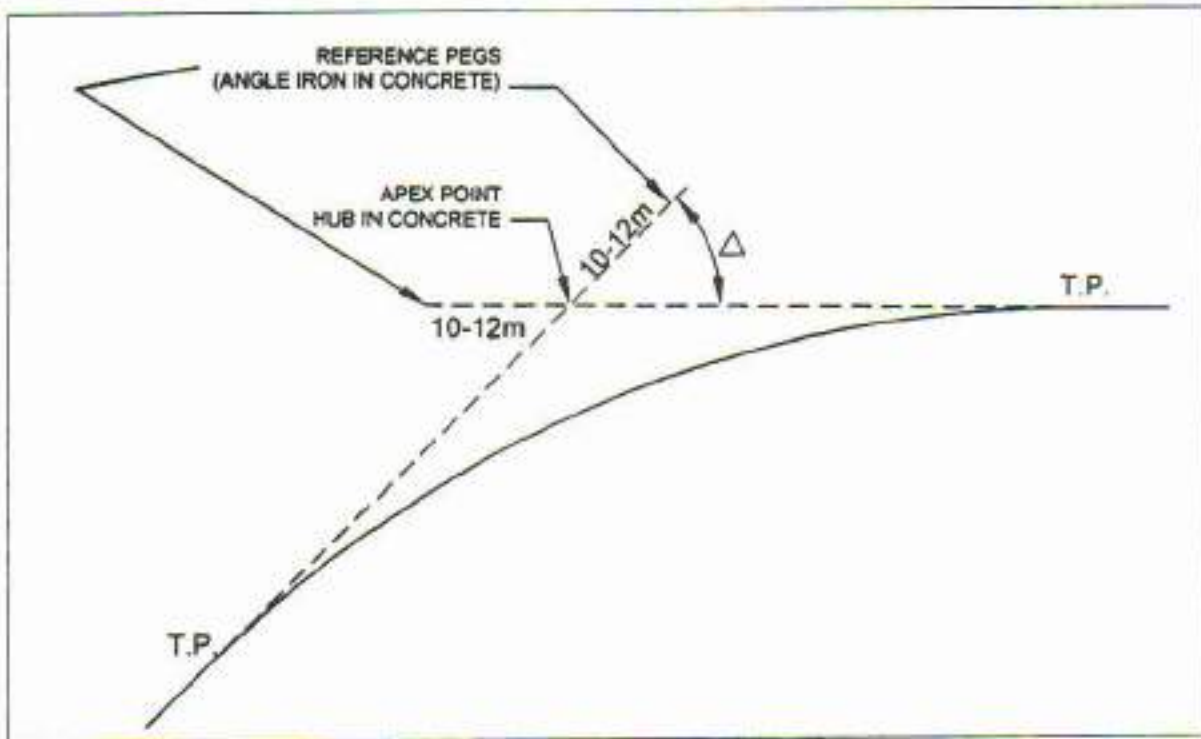 REFERENCE PEGS
(ANGLE IRON IN CONCRETE)
APEX POINT
HUB IN CONCRETE
10-12m
△
T.P.
10-12m
T.P.